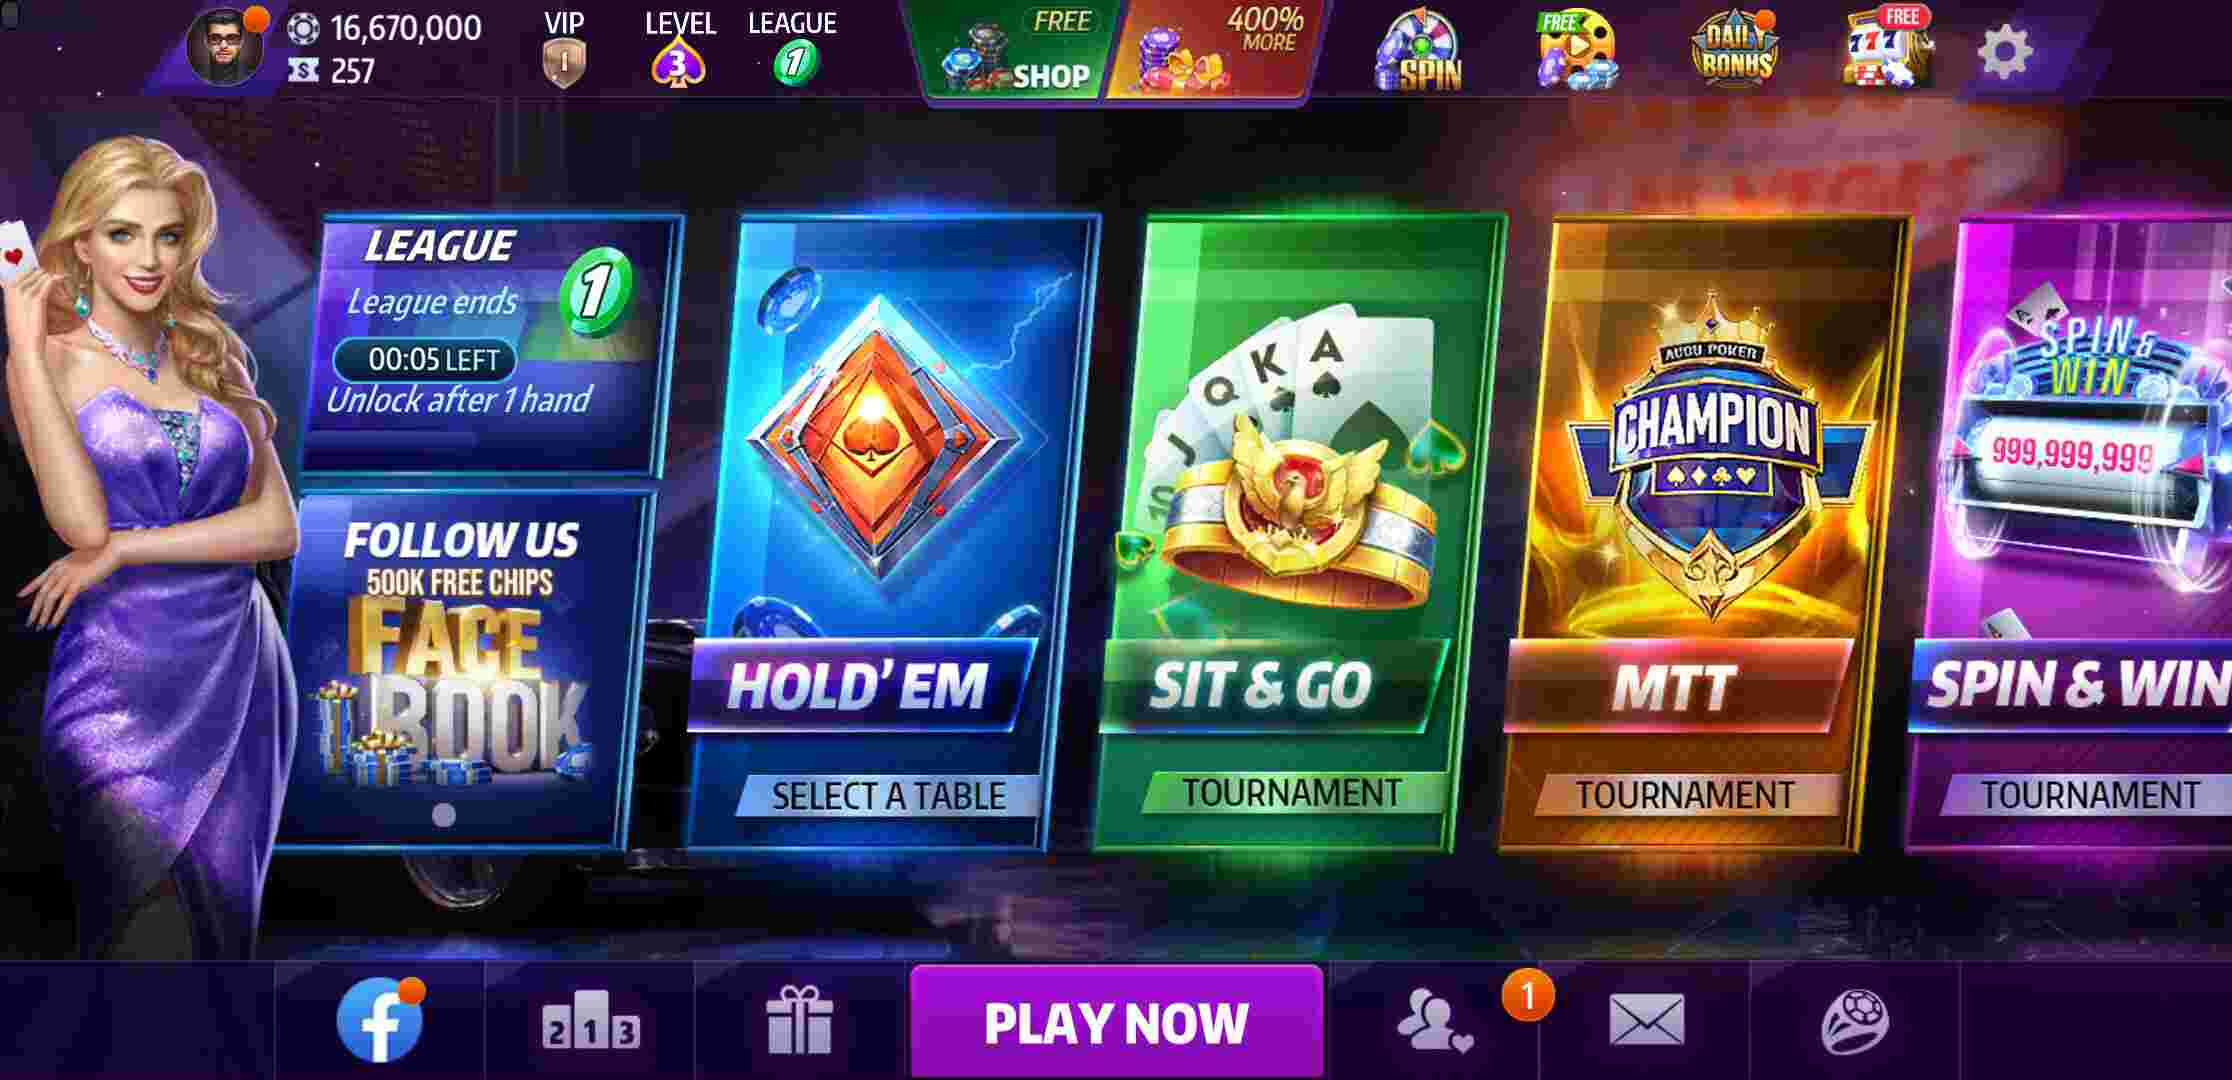 16,670,000
257
VIP
1
LEVEL
3
LEAGUE
1
FREE
SHOP
400%
MORE
SPIN
FREE
DAILY
BONUS
FREE
777
LEAGUE
League ends
1
00:05 LEFT
Unlock after 1 hand
FOLLOW US
500K FREE CHIPS
FACE
BOOK
HOLD' EM
SELECT A TABLE
10 J Q K A
SIT & GO
TOURNAMENT
POKER
CHAMPION
MTT
TOURNAMENT
A
SPIN &
WIN
999,999,999
SPIN & WIN
TOURNAMENT
f
2 1 3
PLAY NOW
1